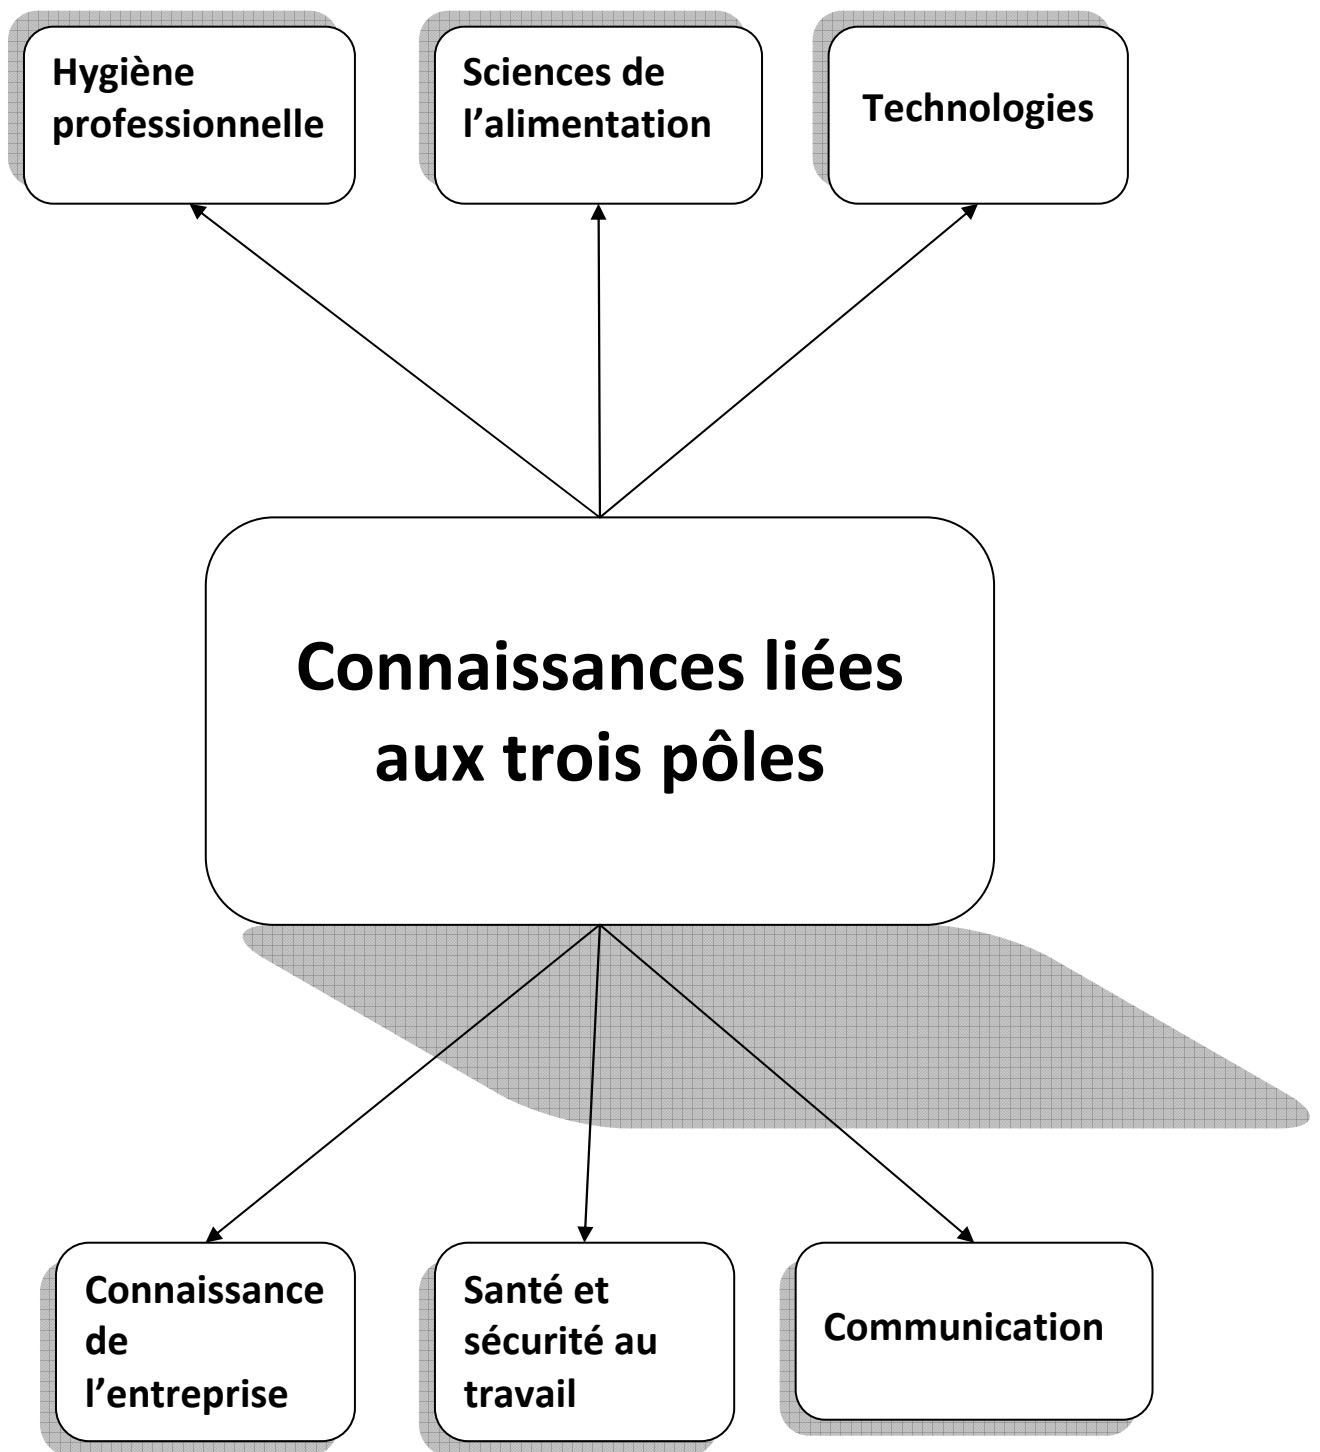 Hygiène
professionnelle
Sciences de
l’alimentation
Technologies
Connaissances liées
aux trois pôles
Connaissance
de
l’entreprise
Santé et
sécurité au
travail
Communication